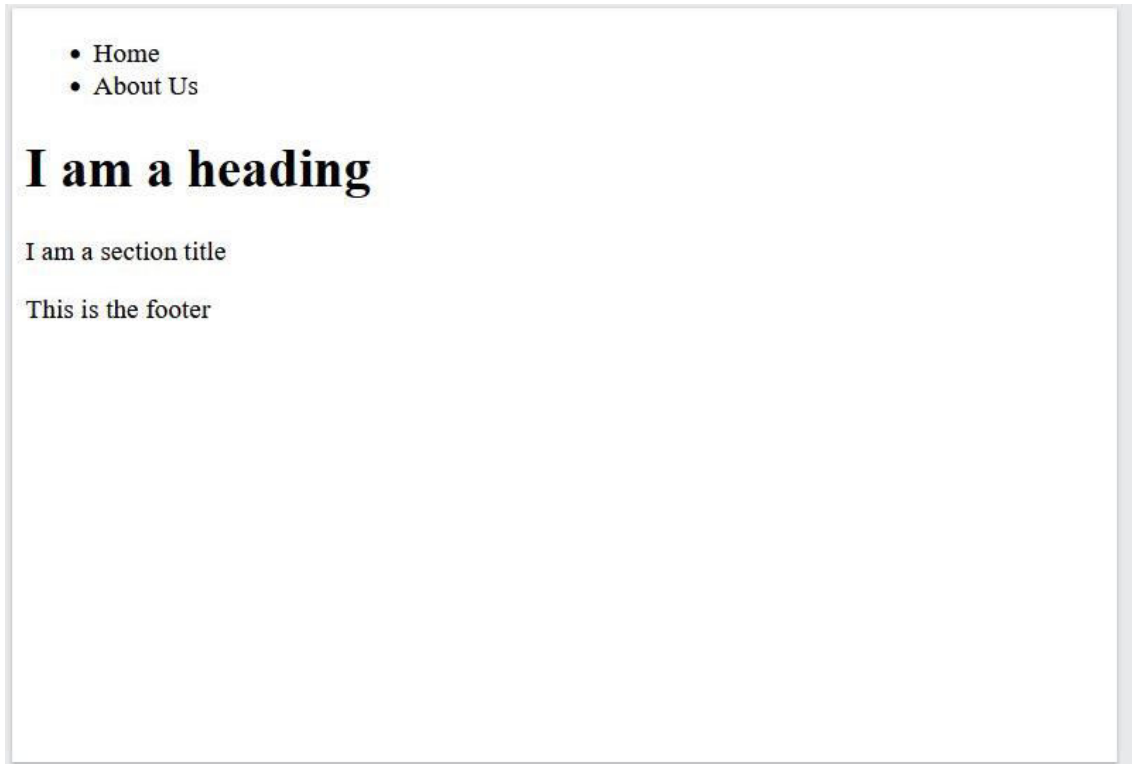 • Home
• About Us
I am a heading
I am a section title
This is the footer